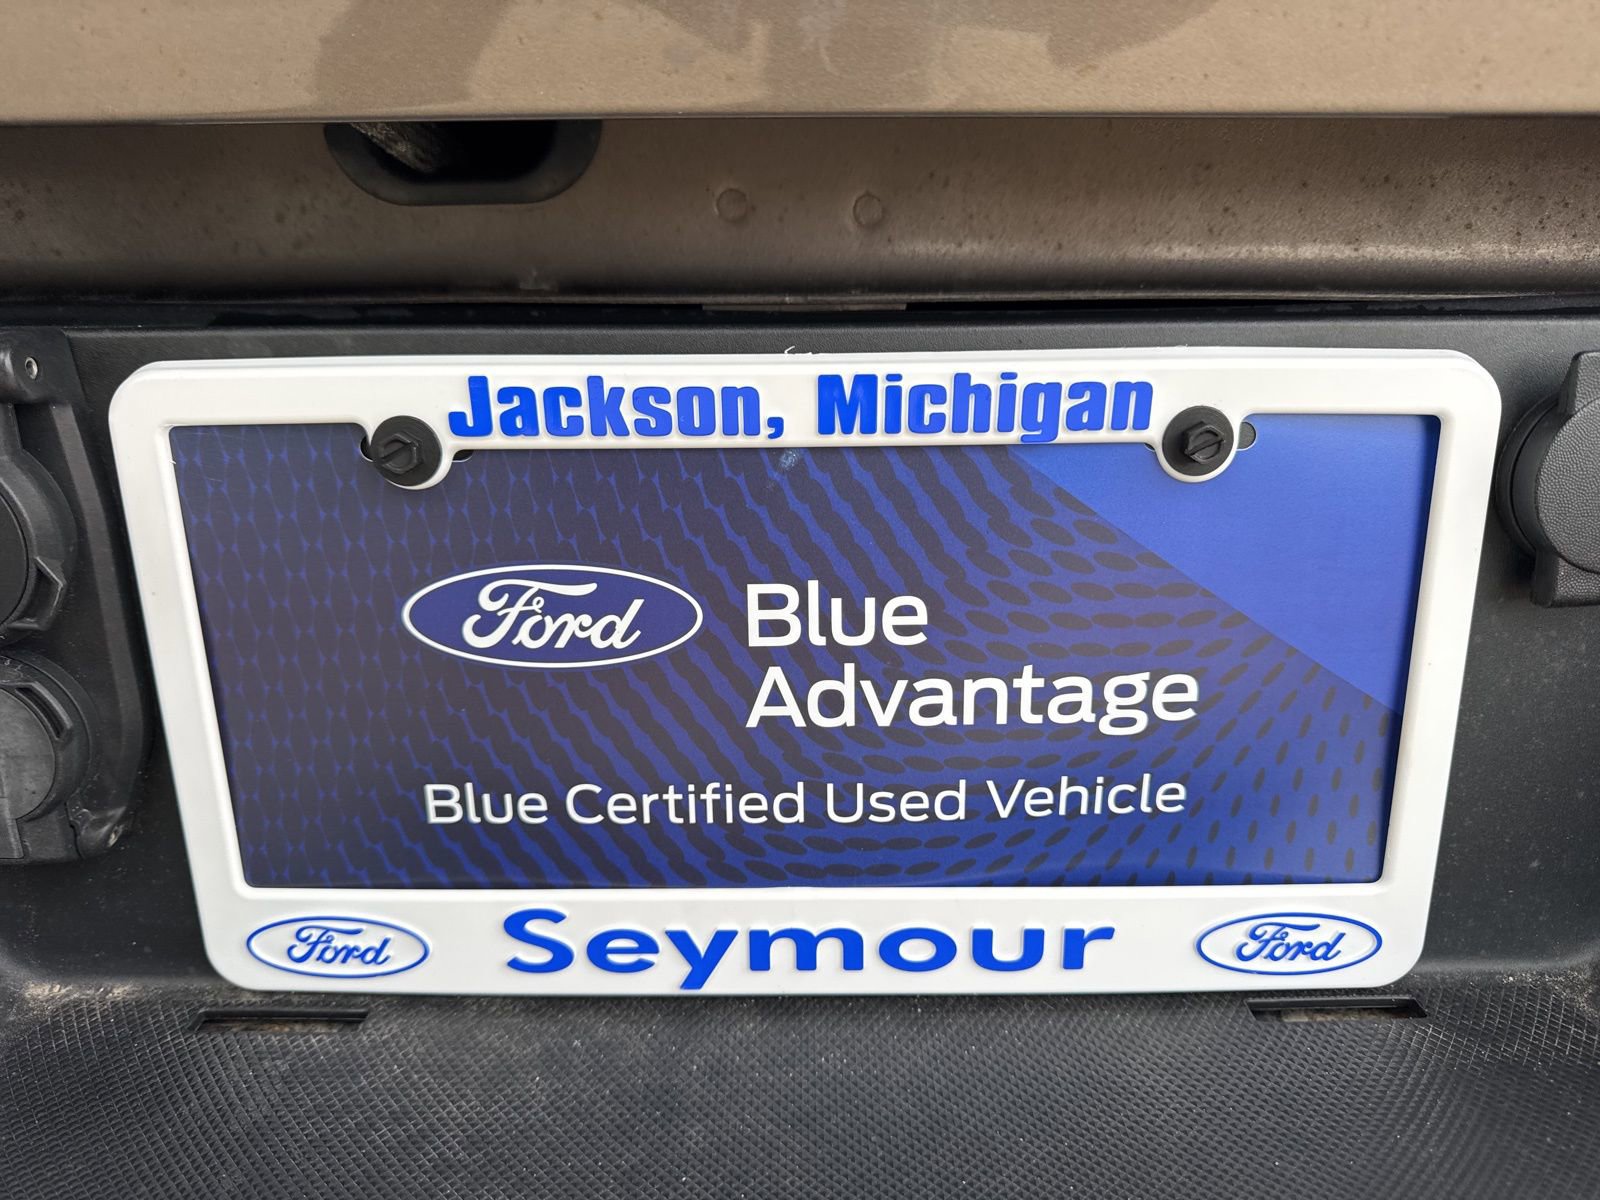 Jackson, Michigan
Ford Blue
Advantage
Blue Certified Used Vehicle
Ford Seymour Ford